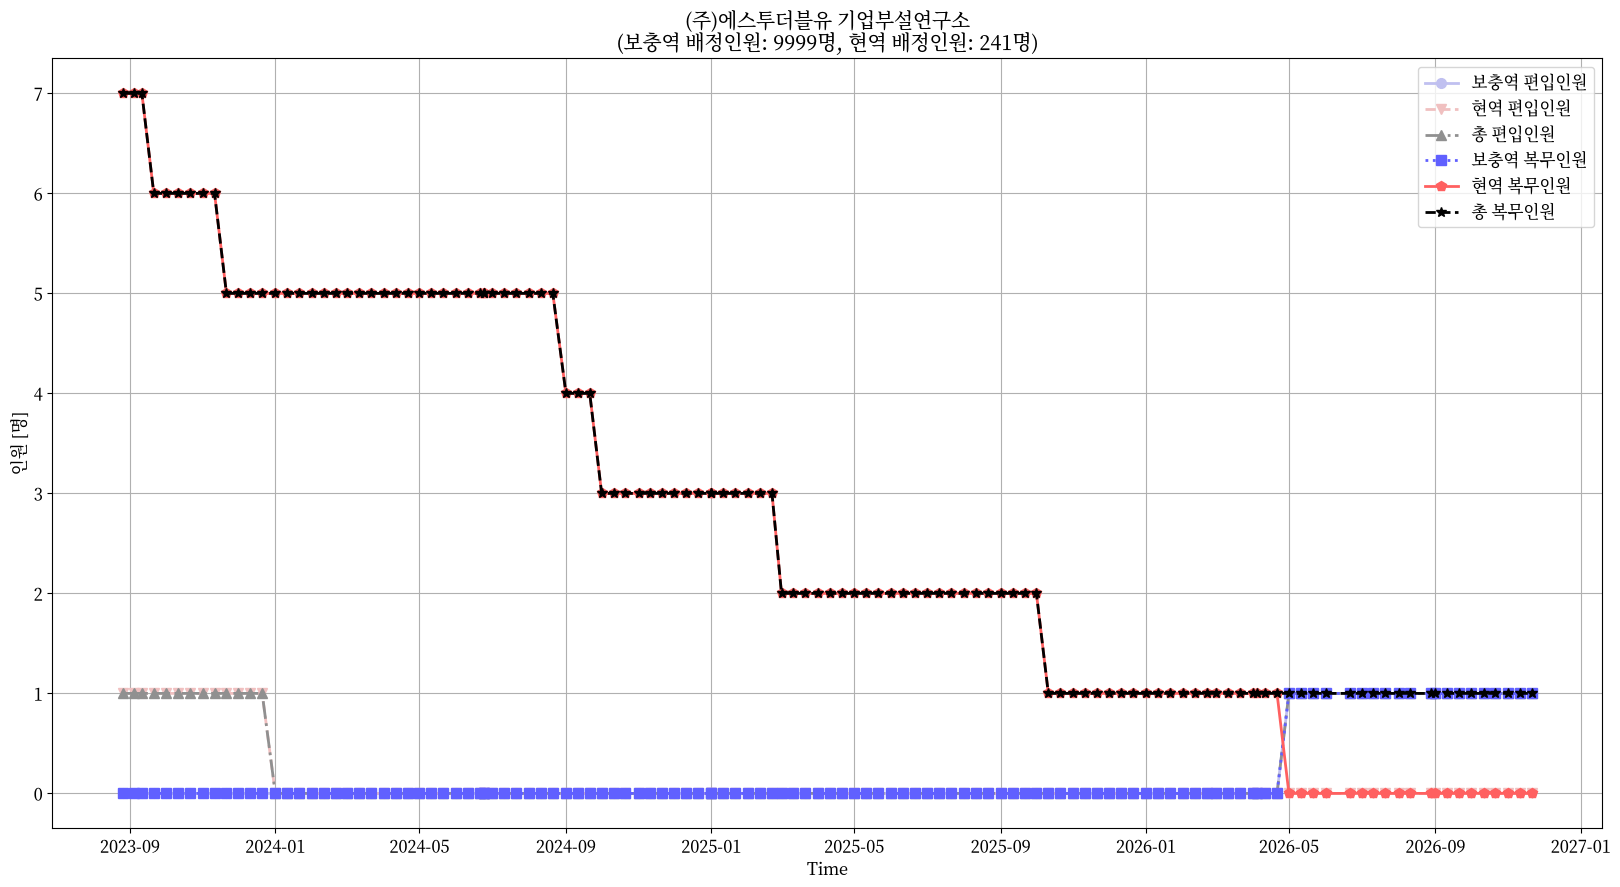 (주)에스투더블유 기업부설연구소
(보충역 배정인원: 9999명, 현역 배정인원: 241명)
보충역 편입인원
현역 편입인원
총 편입인원
보충역 복무인원
현역 복무인원
총 복무인원
인원 [명]
7
6
5
4
3
2
1
0
2023-09 2024-01 2024-05 2024-09 2025-01 2025-05 2025-09 2026-01 2026-05 2026-09 2027-01
Time